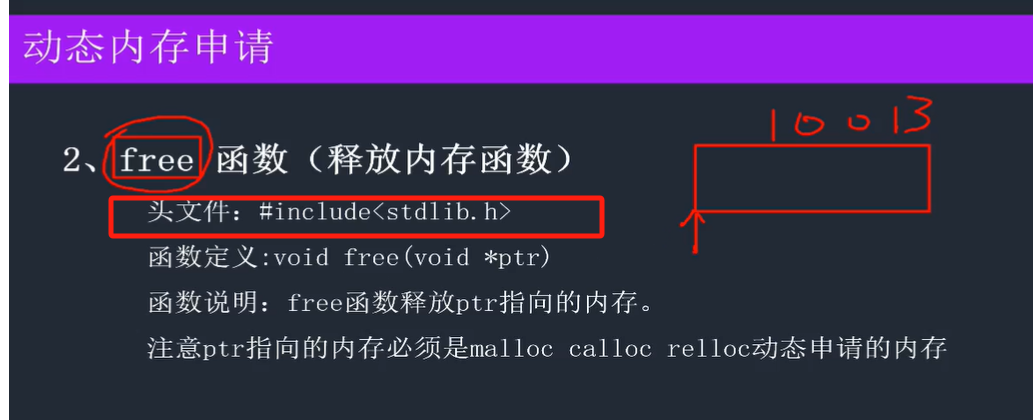 动态内存申请
100B
2、free 函数（释放内存函数）
头文件：#include<stdlib.h>
函数定义:void free(void *ptr)
函数说明：free函数释放ptr指向的内存。
注意ptr指向的内存必须是malloc calloc relloc动态申请的内存